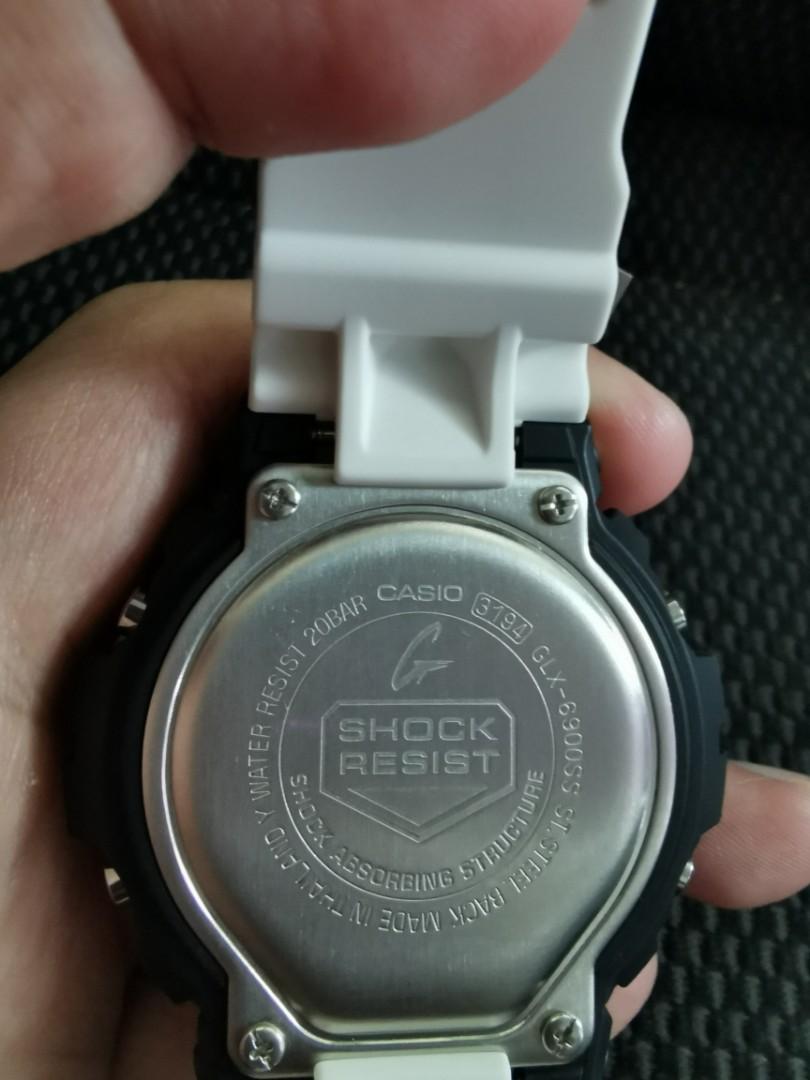 CASIO 3194 GLX-6900SS ST. STEEL BACK MADE IN THAILAND Y WATER RESIST 20BAR
G
SHOCK
RESIST
SHOCK ABSORBING STRUCTURE